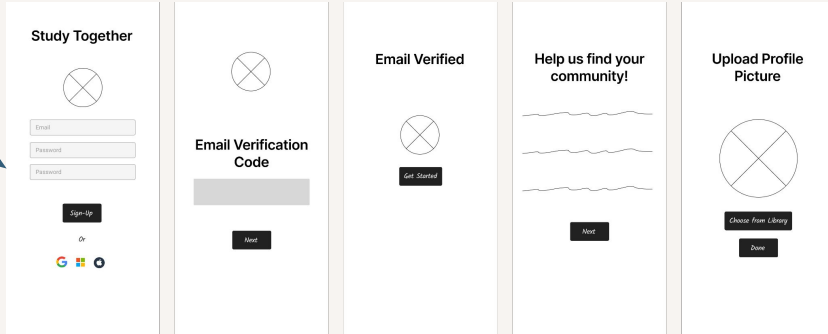 Study Together
Email
Password
Password
Sign-Up
Or
Email Verification
Code
Next
Email Verified
Get Started
Help us find your
community!
Next
Upload Profile
Picture
Choose from Library
Done